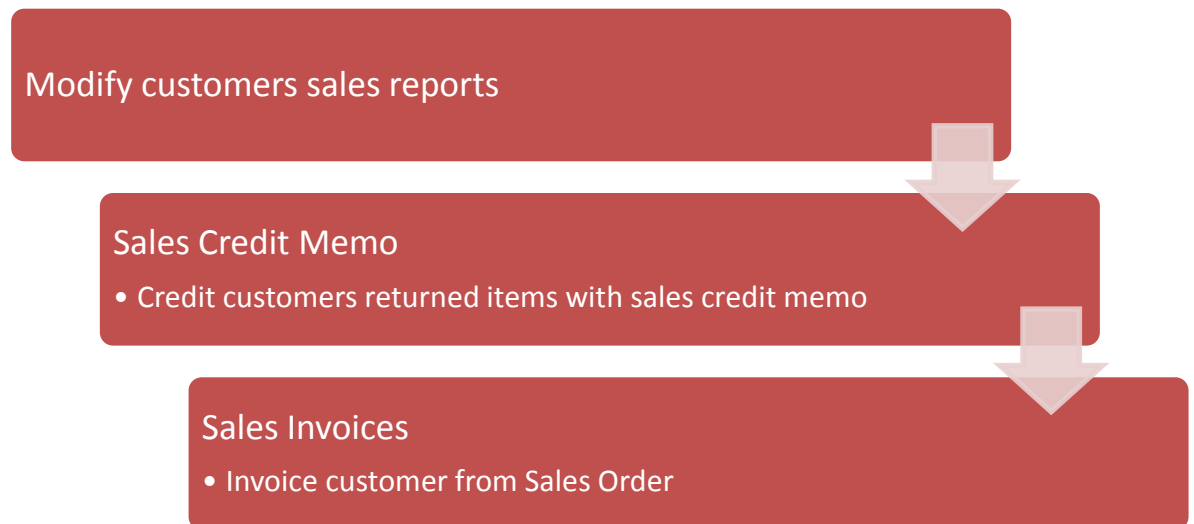 Modify customers sales reports
Sales Credit Memo
• Credit customers returned items with sales credit memo
Sales Invoices
• Invoice customer from Sales Order